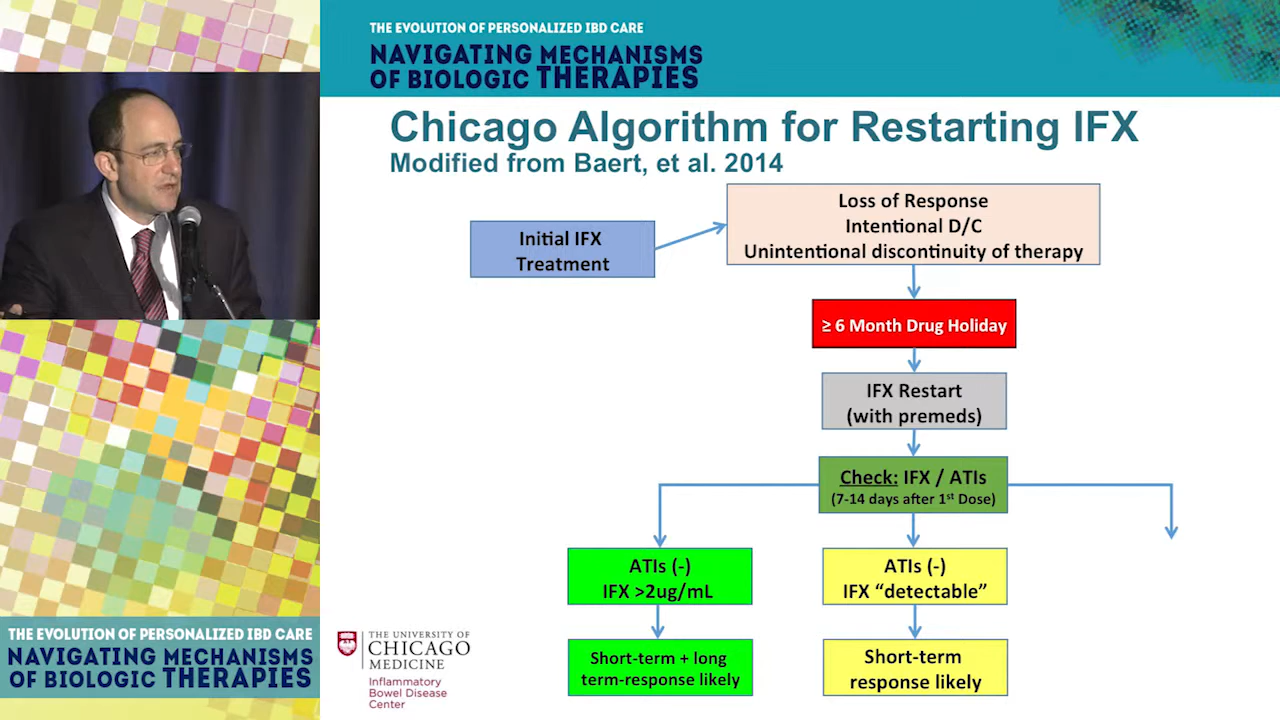 THE EVOLUTION OF PERSONALIZED IBD CARE
NAVIGATING MECHANISMS
OF BIOLOGIC THERAPIES
Chicago Algorithm for Restarting IFX
Modified from Baert, et al. 2014
Initial IFX
Treatment
Loss of Response
Intentional D/C
Unintentional discontinuity of therapy
≥ 6 Month Drug Holiday
IFX Restart
(with premeds)
Check: IFX / ATIs
(7-14 days after 1st Dose)
ATIs (-)
IFX >2ug/mL
ATIs (-)
IFX “detectable”
Short-term + long
term-response likely
Short-term
response likely
THE EVOLUTION OF PERSONALIZED IBD CARE
NAVIGATING MECHANISMS
OF BIOLOGIC THERAPIES
THE UNIVERSITY OF
CHICAGO
MEDICINE
Inflammatory
Bowel Disease
Center